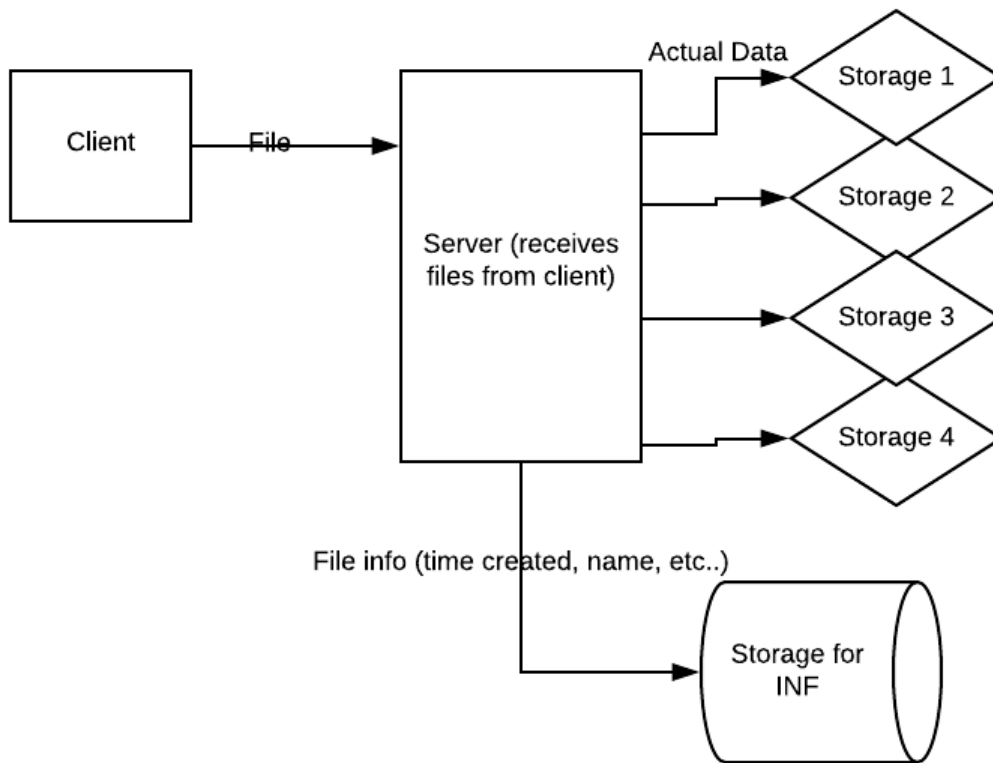 Actual Data
Storage 1
Client
File
Storage 2
Server (receives
files from client)
Storage 3
Storage 4
File info (time created, name, etc..)
Storage for
INF